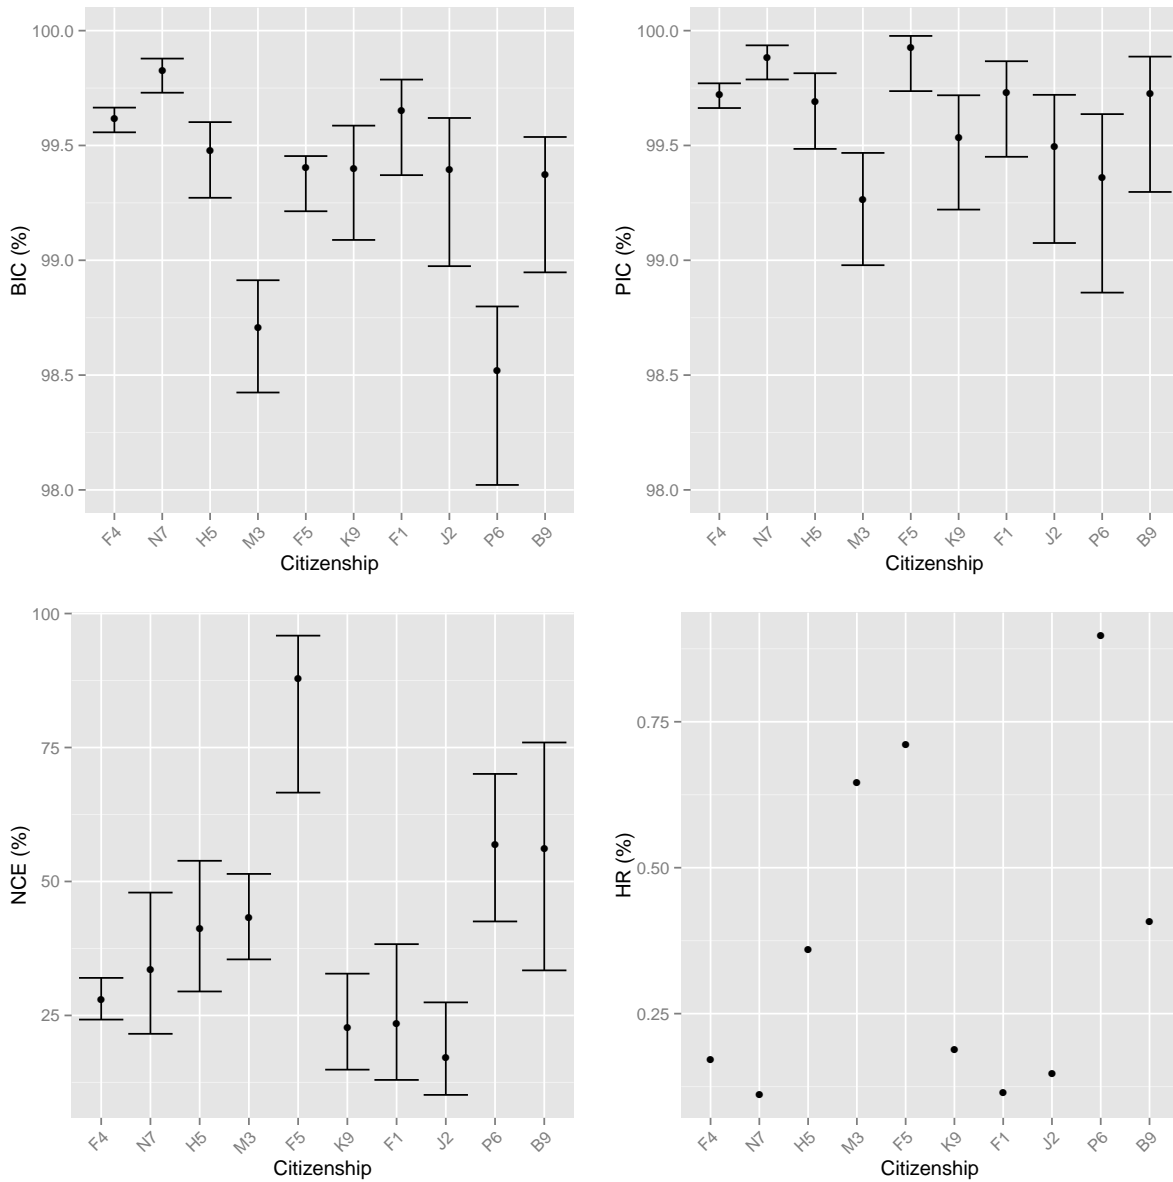 BIC (%)
100.0
99.5
99.0
98.5
98.0
F4 N7 H5 M3 F5 K9 F1 J2 P6 B9
Citizenship
PIC (%)
100.0
99.5
99.0
98.5
98.0
F4 N7 H5 M3 F5 K9 F1 J2 P6 B9
Citizenship
NCE (%)
100
75
50
25
F4 N7 H5 M3 F5 K9 F1 J2 P6 B9
Citizenship
HR (%)
0.75
0.50
0.25
F4 N7 H5 M3 F5 K9 F1 J2 P6 B9
Citizenship